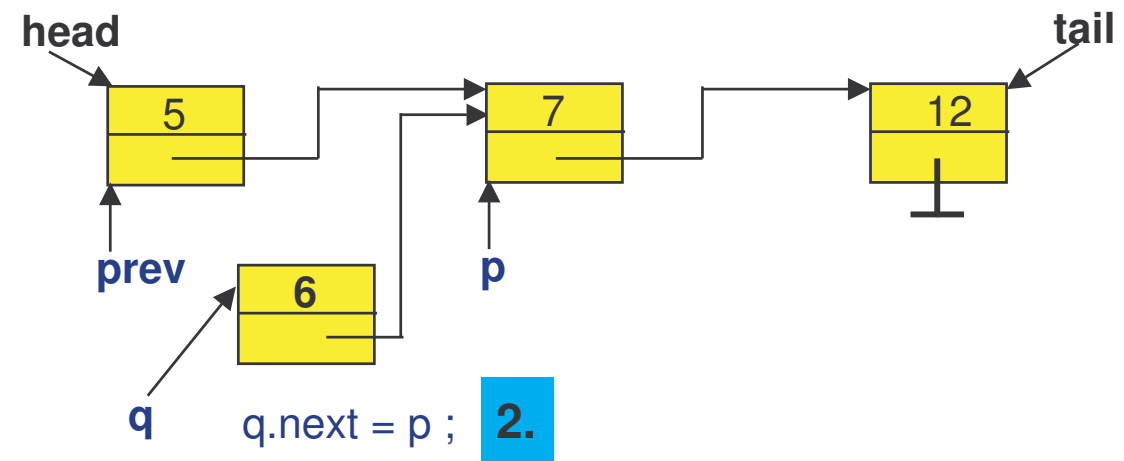 head
tail
5
7
12
prev
p
6
q
q.next = p ;
2.